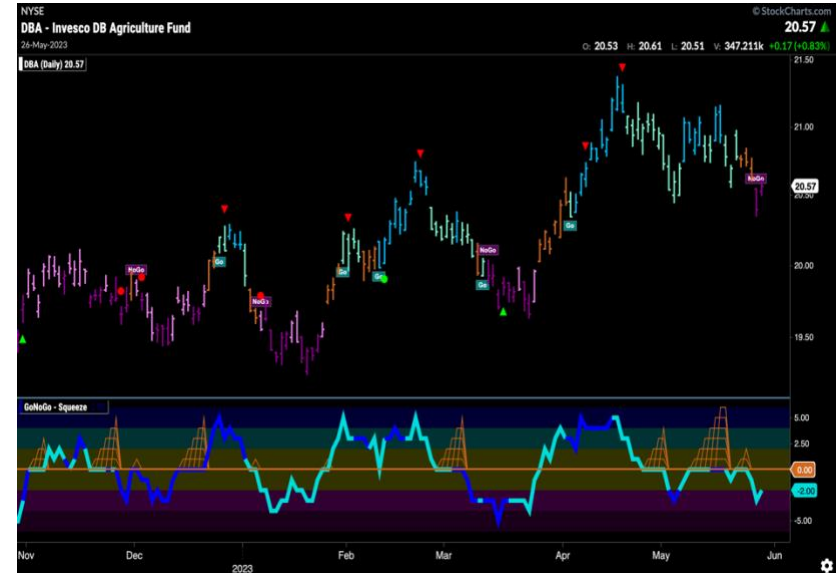 NYSE
© StockCharts.com
DBA - Invesco DB Agriculture Fund
20.57
26-May-2023
O: 20.53 H: 20.61 L: 20.51 V: 347.211k +0.17 (+0.83%)
DBA (Daily) 20.57
21.50
21.00
20.57
20.50
20.00
19.50
NoGo
Go
NoGo
Go
Go
NoGo
Go
Go
NoGo
GoNoGo - Squeeze
5.00
2.50
0.00
-2.00
-5.00
Nov Dec 2023 Feb Mar Apr May Jun